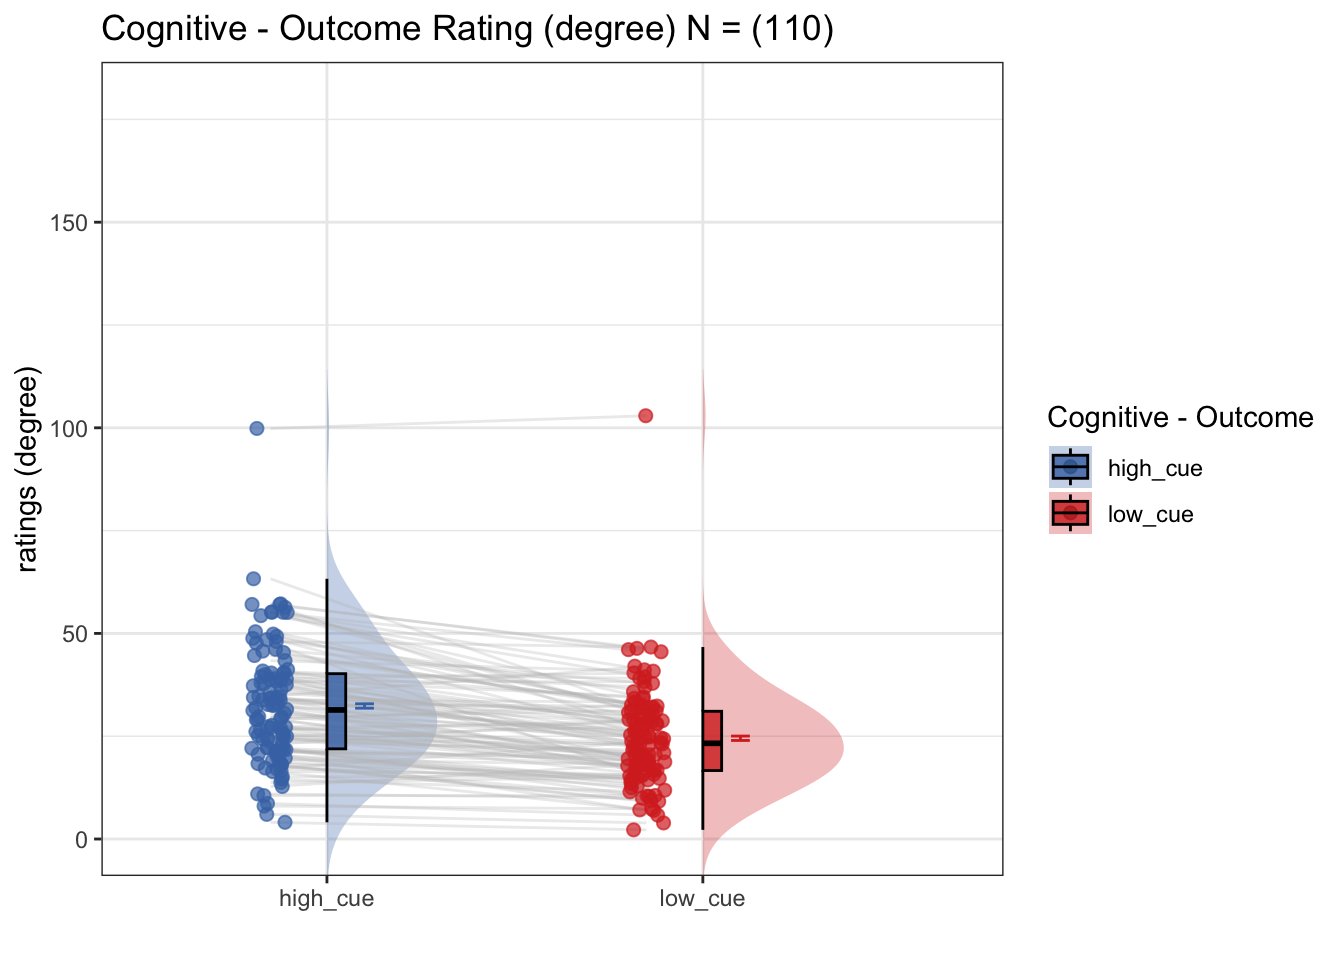 Cognitive - Outcome Rating (degree) N = (110)
ratings (degree)
150
100
50
0
high_cue
low_cue
Cognitive - Outcome
high_cue
low_cue